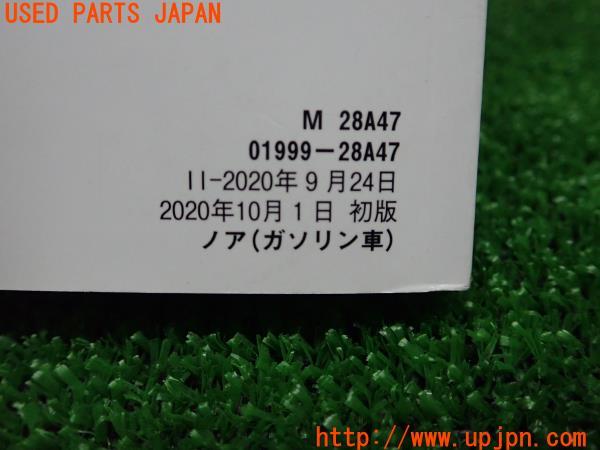 USED PARTS JAPAN
M 28A47
01999-28A47
II-2020年9月24日
2020年10月1日 初版
ノア(ガソリン車)
http://www.upjpn.com